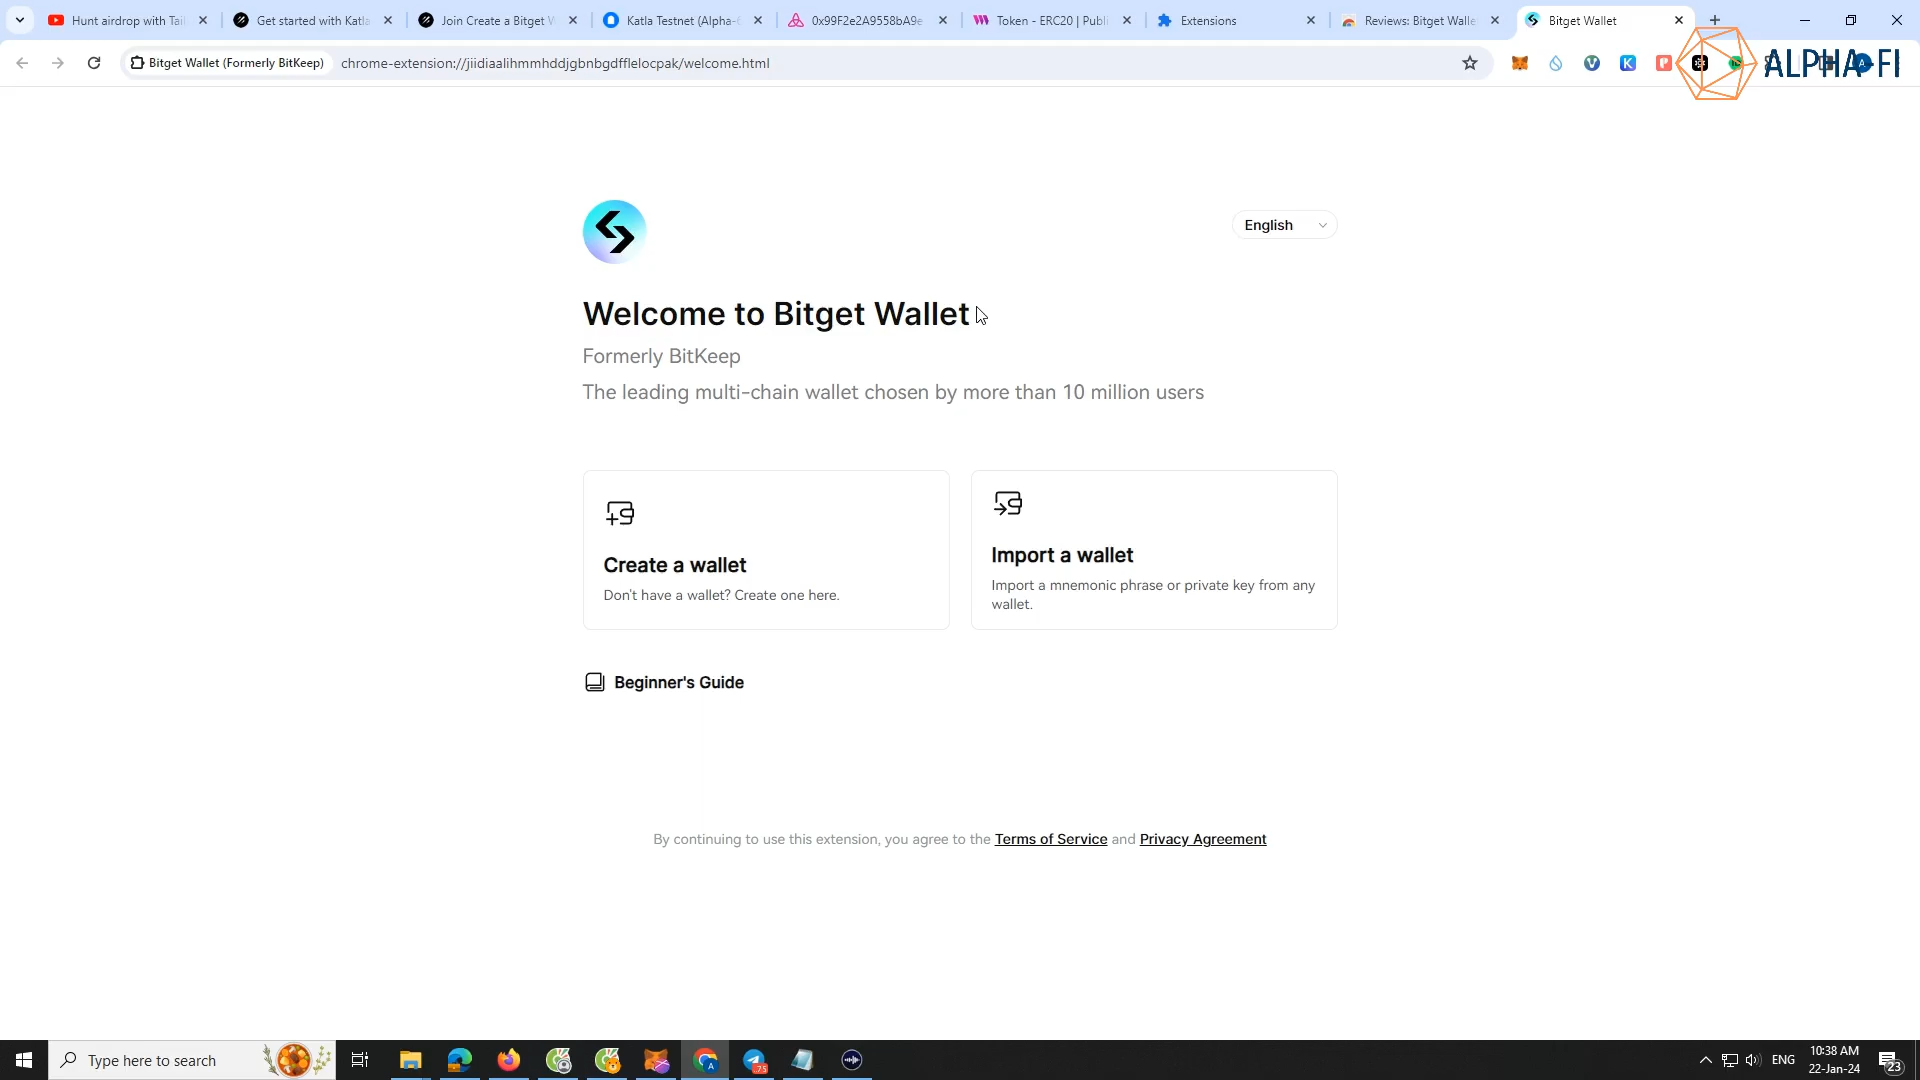 Hunt airdrop with Tail
Get started with Katla
Join Create a Bitget W
Katla Testnet (Alpha-
0x99F2e2A9558bA9e
Token - ERC20 | Publi
Extensions
Reviews: Bitget Walle
Bitget Wallet
Bitget Wallet (Formerly BitKeep)
chrome-extension://jiidiaalihmmhddjgbnbgdfflelocpak/welcome.html
ALPHA FI
English
Welcome to Bitget Wallet
Formerly BitKeep
The leading multi-chain wallet chosen by more than 10 million users
Create a wallet
Don't have a wallet? Create one here.
Import a wallet
Import a mnemonic phrase or private key from any
wallet.
Beginner's Guide
By continuing to use this extension, you agree to the Terms of Service and Privacy Agreement
Type here to search
75
ENG
10:38 AM
22-Jan-24
23